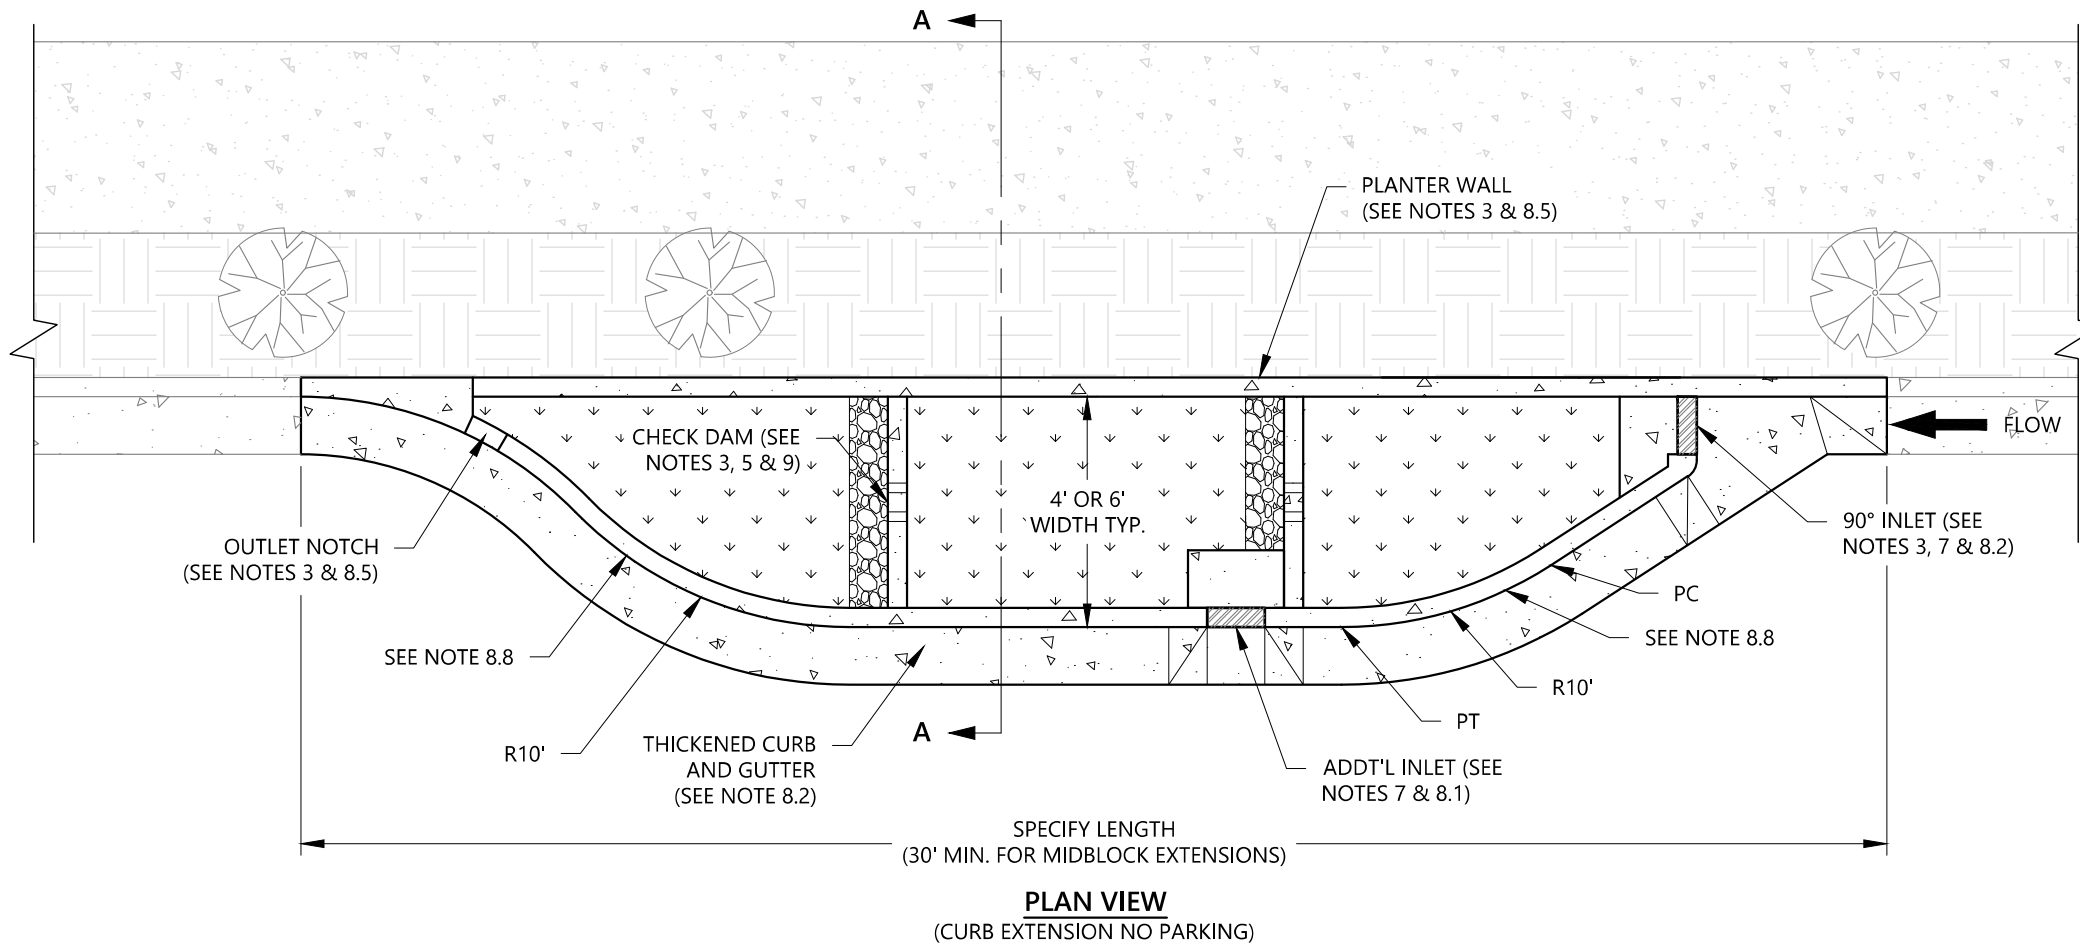 A
PLANTER WALL
(SEE NOTES 3 & 8.5)
FLOW
CHECK DAM (SEE
NOTES 3, 5 & 9)
4' OR 6'
WIDTH TYP.
90° INLET (SEE
NOTES 3, 7 & 8.2)
OUTLET NOTCH
(SEE NOTES 3 & 8.5)
PC
SEE NOTE 8.8
SEE NOTE 8.8
R10'
PT
A
R10'
THICKENED CURB
AND GUTTER
(SEE NOTE 8.2)
ADDT'L INLET (SEE
NOTES 7 & 8.1)
SPECIFY LENGTH
(30' MIN. FOR MIDBLOCK EXTENSIONS)
PLAN VIEW
(CURB EXTENSION NO PARKING)